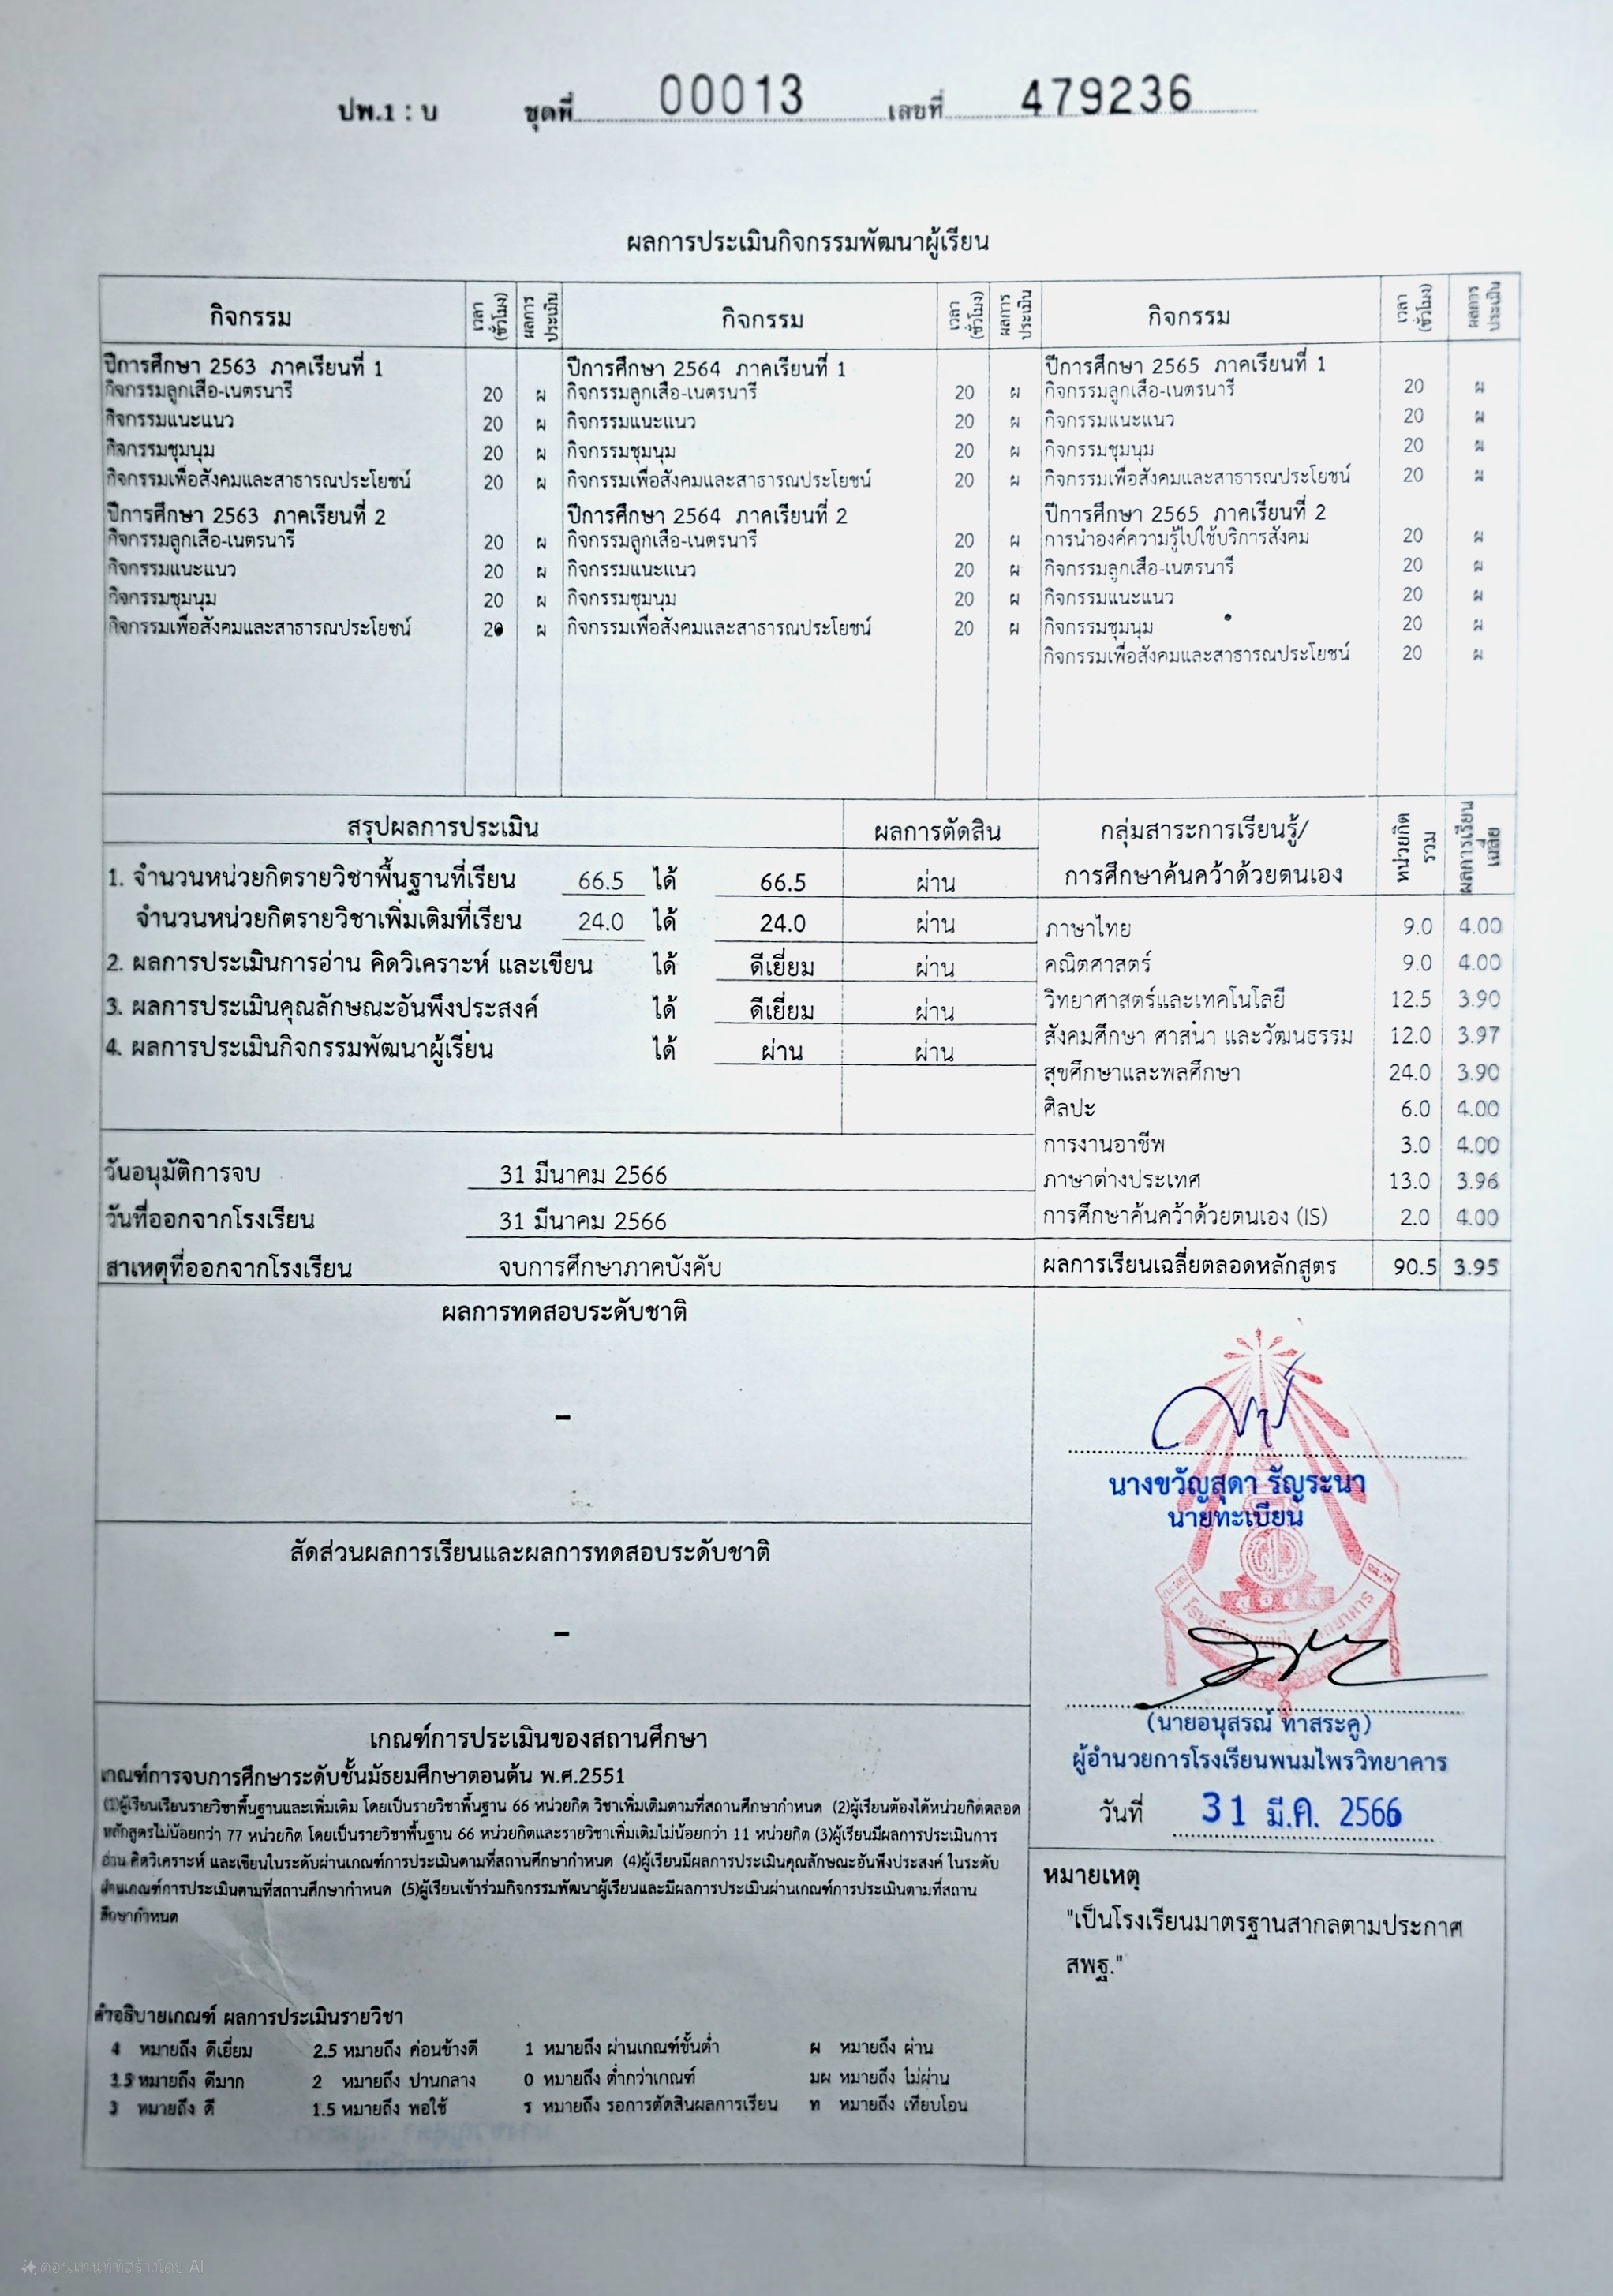 ปพ.1 : บ ชุดที่ 00013 เลขที่ 479236
ผลการประเมินกิจกรรมพัฒนาผู้เรียน
กิจกรรม เวลา (ชั่วโมง) ผลการประเมิน กิจกรรม เวลา (ชั่วโมง) ผลการประเมิน กิจกรรม เวลา (ชั่วโมง) ผลการประเมิน
ปีการศึกษา 2563 ภาคเรียนที่ 1 ปีการศึกษา 2564 ภาคเรียนที่ 1 ปีการศึกษา 2565 ภาคเรียนที่ 1
กิจกรรมลูกเสือ-เนตรนารี 20 ผ กิจกรรมลูกเสือ-เนตรนารี 20 ผ กิจกรรมลูกเสือ-เนตรนารี 20 ผ
กิจกรรมแนะแนว 20 ผ กิจกรรมแนะแนว 20 ผ กิจกรรมแนะแนว 20 ผ
กิจกรรมชุมนุม 20 ผ กิจกรรมชุมนุม 20 ผ กิจกรรมชุมนุม 20 ผ
กิจกรรมเพื่อสังคมและสาธารณประโยชน์ 20 ผ กิจกรรมเพื่อสังคมและสาธารณประโยชน์ 20 ผ กิจกรรมเพื่อสังคมและสาธารณประโยชน์ 20 ผ
ปีการศึกษา 2563 ภาคเรียนที่ 2 ปีการศึกษา 2564 ภาคเรียนที่ 2 ปีการศึกษา 2565 ภาคเรียนที่ 2
กิจกรรมลูกเสือ-เนตรนารี 20 ผ กิจกรรมลูกเสือ-เนตรนารี 20 ผ การนำองค์ความรู้ไปใช้บริการสังคม 20 ผ
กิจกรรมแนะแนว 20 ผ กิจกรรมแนะแนว 20 ผ กิจกรรมลูกเสือ-เนตรนารี 20 ผ
กิจกรรมชุมนุม 20 ผ กิจกรรมชุมนุม 20 ผ กิจกรรมแนะแนว 20 ผ
กิจกรรมเพื่อสังคมและสาธารณประโยชน์ 20 ผ กิจกรรมเพื่อสังคมและสาธารณประโยชน์ 20 ผ กิจกรรมชุมนุม 20 ผ
กิจกรรมเพื่อสังคมและสาธารณประโยชน์ 20 ผ
สรุปผลการประเมิน ผลการตัดสิน
1. จำนวนหน่วยกิตรายวิชาพื้นฐานที่เรียน 66.5 ได้ 66.5 ผ่าน
จำนวนหน่วยกิตรายวิชาเพิ่มเติมที่เรียน 24.0 ได้ 24.0 ผ่าน
2. ผลการประเมินการอ่าน คิดวิเคราะห์ และเขียน ได้ ดีเยี่ยม ผ่าน
3. ผลการประเมินคุณลักษณะอันพึงประสงค์ ได้ ดีเยี่ยม ผ่าน
4. ผลการประเมินกิจกรรมพัฒนาผู้เรียน ได้ ผ่าน ผ่าน
วันอนุมัติการจบ 31 มีนาคม 2566
วันที่ออกจากโรงเรียน 31 มีนาคม 2566
สาเหตุที่ออกจากโรงเรียน จบการศึกษาภาคบังคับ
กลุ่มสาระการเรียนรู้/
การศึกษาค้นคว้าด้วยตนเอง หน่วยกิตรวม ผลการเรียนเฉลี่ย
ภาษาไทย 9.0 4.00
คณิตศาสตร์ 9.0 4.00
วิทยาศาสตร์และเทคโนโลยี 12.5 3.90
สังคมศึกษา ศาสนา และวัฒนธรรม 12.0 3.97
สุขศึกษาและพลศึกษา 24.0 3.90
ศิลปะ 6.0 4.00
การงานอาชีพ 3.0 4.00
ภาษาต่างประเทศ 13.0 3.96
การศึกษาค้นคว้าด้วยตนเอง (IS) 2.0 4.00
ผลการเรียนเฉลี่ยตลอดหลักสูตร 90.5 3.95
ผลการทดสอบระดับชาติ
-
สัดส่วนผลการเรียนและผลการทดสอบระดับชาติ
-
เกณฑ์การประเมินของสถานศึกษา
เกณฑ์การจบการศึกษาระดับชั้นมัธยมศึกษาตอนต้น พ.ศ.2551
(1)ผู้เรียนเรียนรายวิชาพื้นฐานและเพิ่มเติม โดยเป็นรายวิชาพื้นฐาน 66 หน่วยกิต วิชาเพิ่มเติมตามที่สถานศึกษากำหนด (2)ผู้เรียนต้องได้หน่วยกิตตลอด
หลักสูตรไม่น้อยกว่า 77 หน่วยกิต โดยเป็นรายวิชาพื้นฐาน 66 หน่วยกิตและรายวิชาเพิ่มเติมไม่น้อยกว่า 11 หน่วยกิต (3)ผู้เรียนมีผลการประเมินการ
อ่าน คิดวิเคราะห์ และเขียนในระดับผ่านเกณฑ์การประเมินตามที่สถานศึกษากำหนด (4)ผู้เรียนมีผลการประเมินคุณลักษณะอันพึงประสงค์ ในระดับ
ผ่านเกณฑ์การประเมินตามที่สถานศึกษากำหนด (5)ผู้เรียนเข้าร่วมกิจกรรมพัฒนาผู้เรียนและมีผลการประเมินผ่านเกณฑ์การประเมินตามที่สถาน
ศึกษากำหนด
คำอธิบายเกณฑ์ ผลการประเมินรายวิชา
4 หมายถึง ดีเยี่ยม 2.5 หมายถึง ค่อนข้างดี 1 หมายถึง ผ่านเกณฑ์ขั้นต่ำ ผ หมายถึง ผ่าน
3.5 หมายถึง ดีมาก 2 หมายถึง ปานกลาง 0 หมายถึง ต่ำกว่าเกณฑ์ มผ หมายถึง ไม่ผ่าน
3 หมายถึง ดี 1.5 หมายถึง พอใช้ ร หมายถึง รอการตัดสินผลการเรียน ท หมายถึง เทียบโอน
นางขวัญสุดา รัญระนา
นายทะเบียน
(นายอนุสรณ์ ทาสระคู)
ผู้อำนวยการโรงเรียนพนมไพรวิทยาคาร
วันที่ 31 มี.ค. 2566
หมายเหตุ
"เป็นโรงเรียนมาตรฐานสากลตามประกาศ
สพฐ."
คอนเทนท์ที่สร้างโดย AI